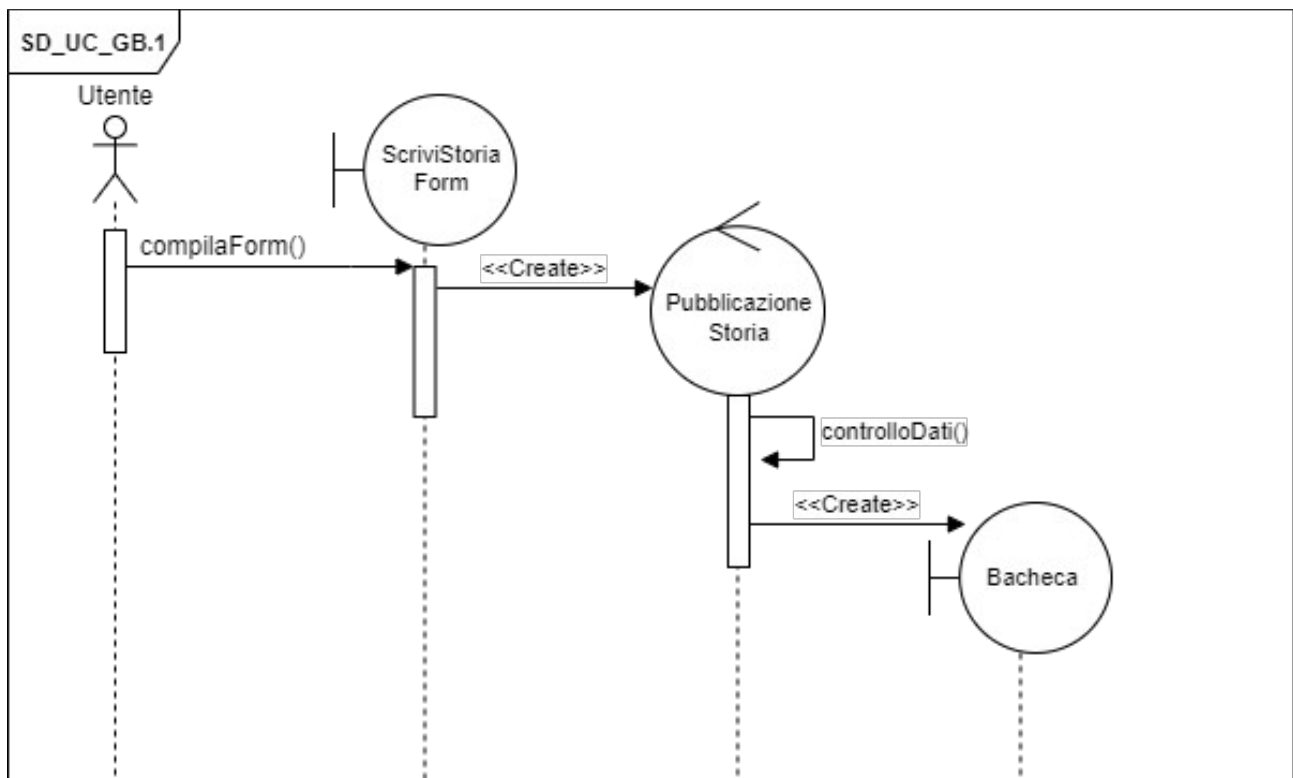 SD_UC_GB.1
Utente
ScriviStoria
Form
compilaForm()
<<Create>>
Pubblicazione
Storia
controlloDati()
<<Create>>
Bacheca